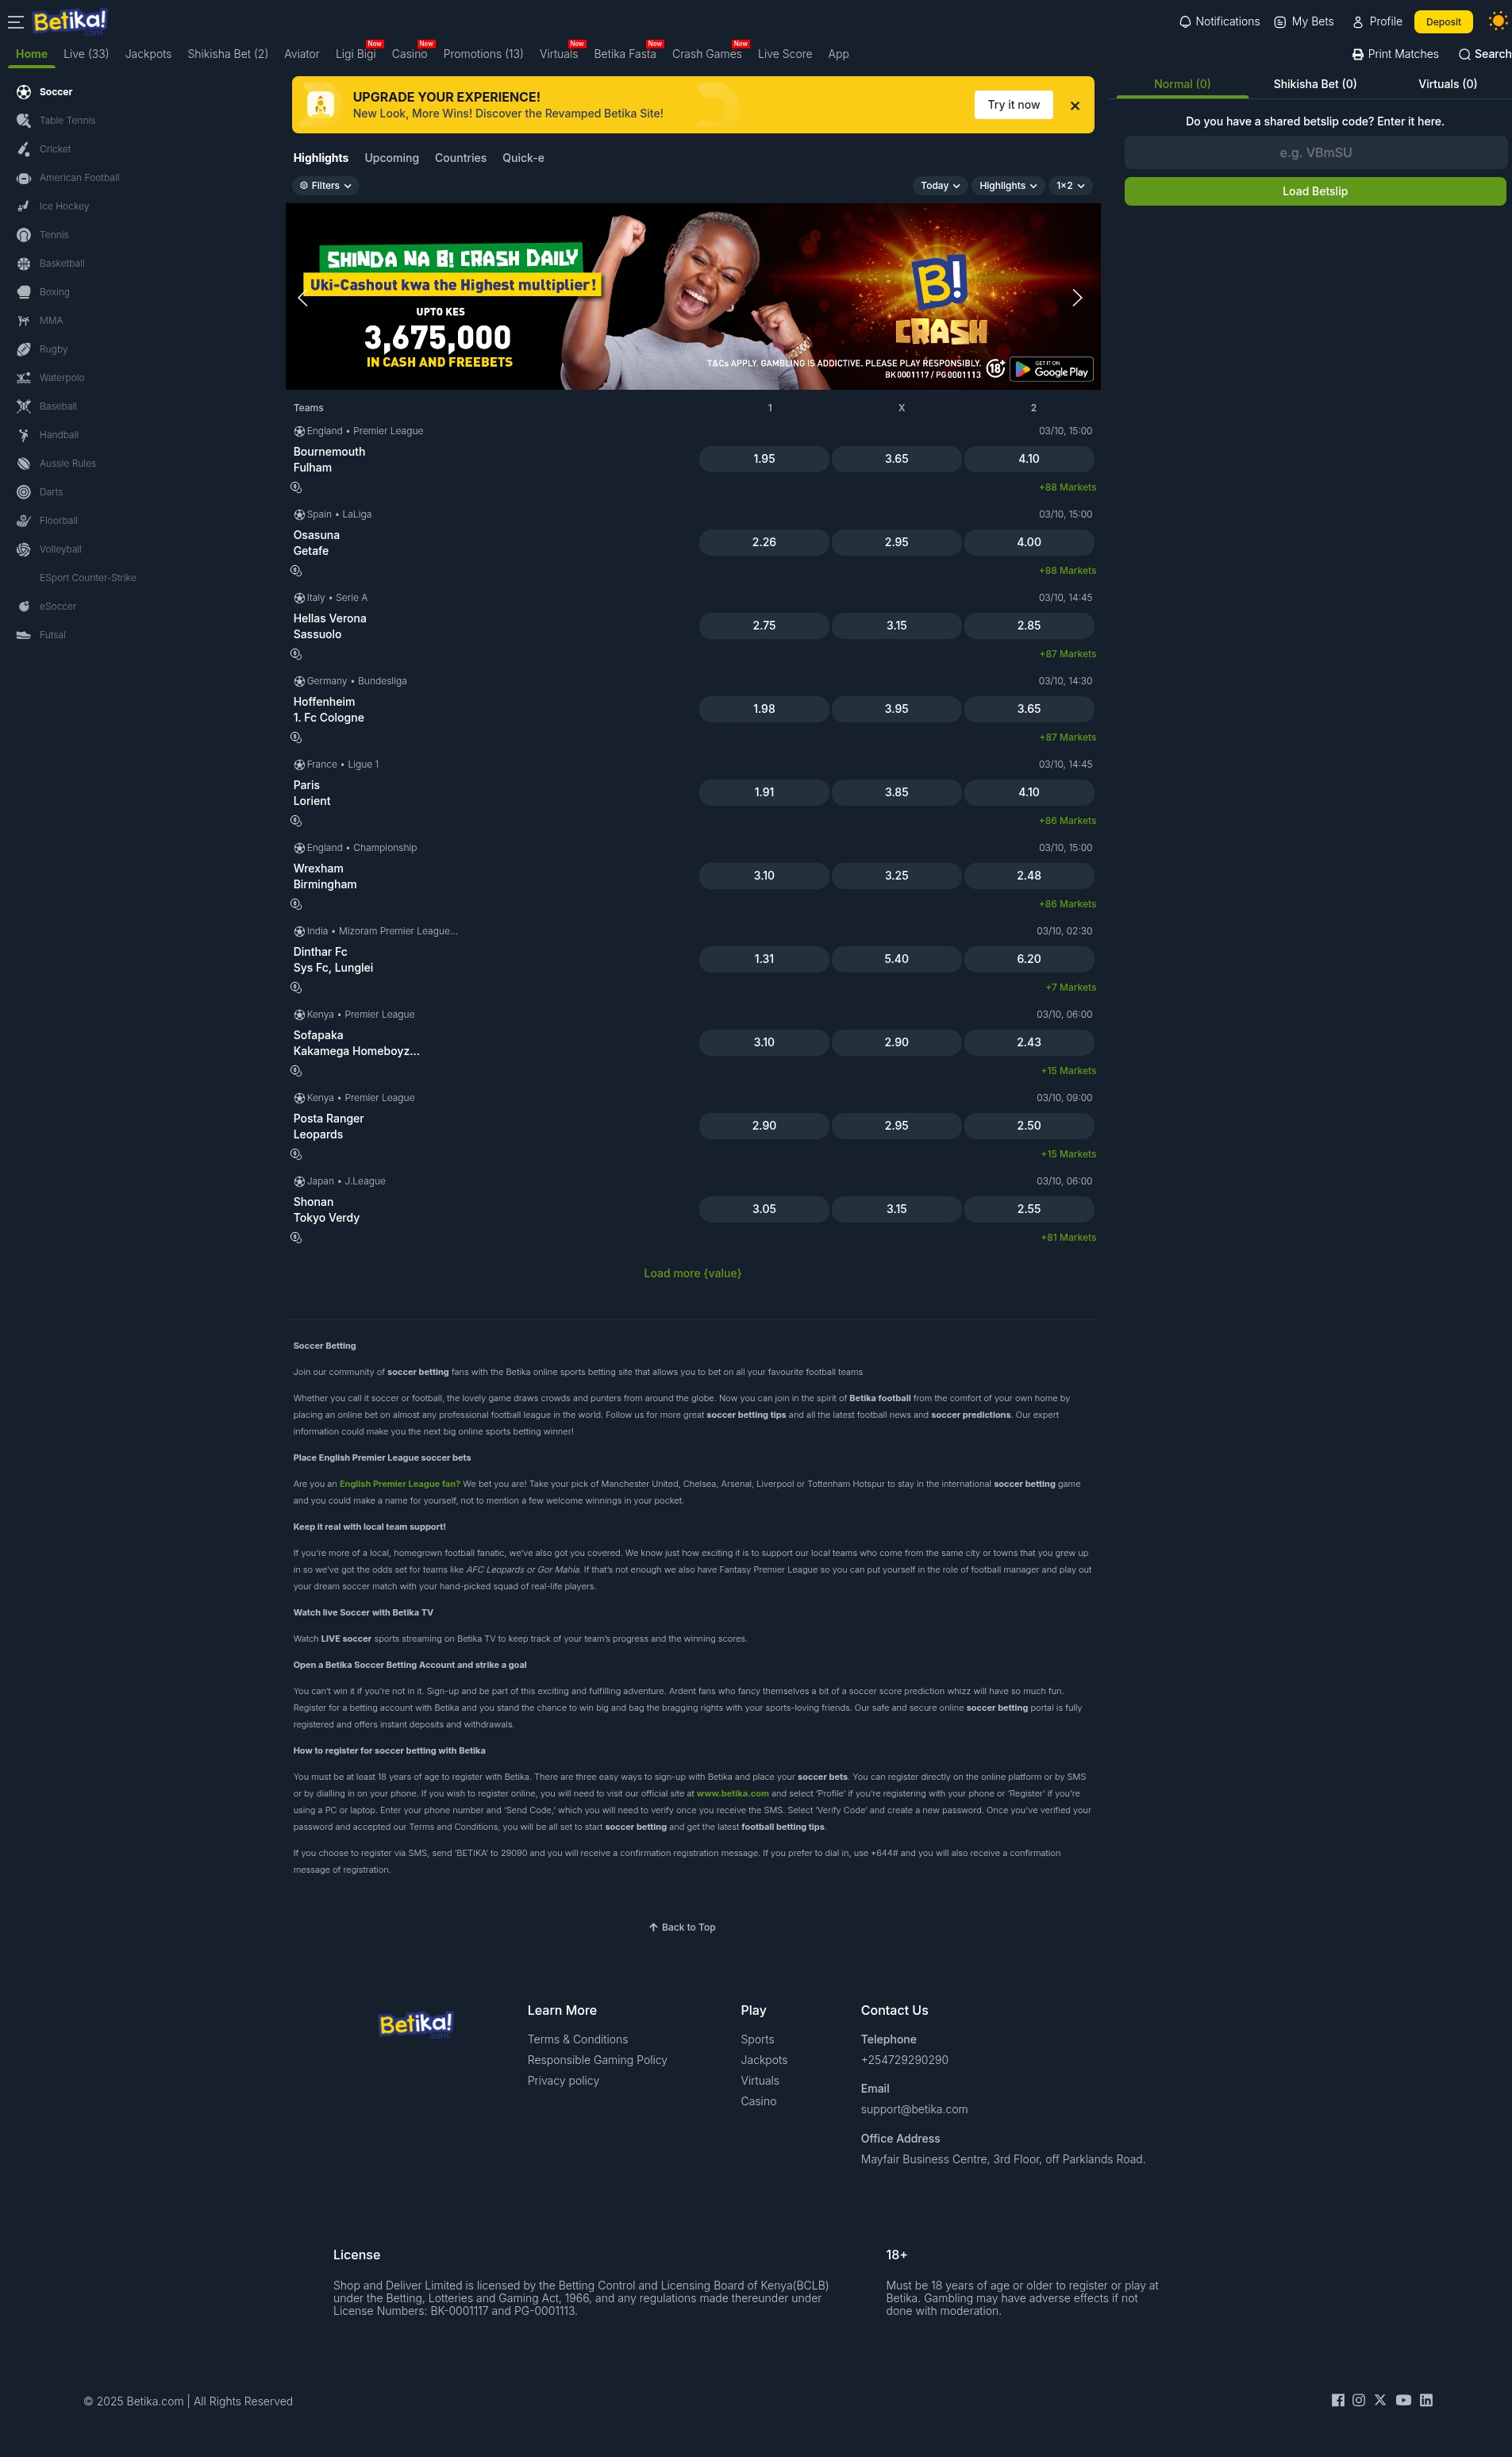 Betika!
.com
Notifications
My Bets
Profile
Deposit
Home
Live (33)
Jackpots
Shikisha Bet (2)
Aviator
Ligi Bigi
New
Casino
New
Promotions (13)
Virtuals
New
Betika Fasta
New
Crash Games
New
Live Score
App
Print Matches
Search
Soccer
Table Tennis
Cricket
American Football
Ice Hockey
Tennis
Basketball
Boxing
MMA
Rugby
Waterpolo
Baseball
Handball
Aussie Rules
Darts
Floorball
Volleyball
ESport Counter-Strike
eSoccer
Futsal
UPGRADE YOUR EXPERIENCE!
New Look, More Wins! Discover the Revamped Betika Site!
Try it now
Highlights
Upcoming
Countries
Quick-e
Filters
Today
Highlights
1x2
SHINDA NA B! CRASH DAILY
Uki-Cashout kwa the Highest multiplier!
UPTO KES
3,675,000
IN CASH AND FREEBETS
B!
CRASH
T&Cs APPLY. GAMBLING IS ADDICTIVE. PLEASE PLAY RESPONSIBLY.
BK 0001117 / PG 0001113
18+
GET IT ON
Google Play
Teams 1 X 2
England • Premier League 03/10, 15:00
Bournemouth
Fulham
1.95 3.65 4.10
+88 Markets
Spain • LaLiga 03/10, 15:00
Osasuna
Getafe
2.26 2.95 4.00
+88 Markets
Italy • Serie A 03/10, 14:45
Hellas Verona
Sassuolo
2.75 3.15 2.85
+87 Markets
Germany • Bundesliga 03/10, 14:30
Hoffenheim
1. Fc Cologne
1.98 3.95 3.65
+87 Markets
France • Ligue 1 03/10, 14:45
Paris
Lorient
1.91 3.85 4.10
+86 Markets
England • Championship 03/10, 15:00
Wrexham
Birmingham
3.10 3.25 2.48
+86 Markets
India • Mizoram Premier League... 03/10, 02:30
Dinthar Fc
Sys Fc, Lunglei
1.31 5.40 6.20
+7 Markets
Kenya • Premier League 03/10, 06:00
Sofapaka
Kakamega Homeboyz...
3.10 2.90 2.43
+15 Markets
Kenya • Premier League 03/10, 09:00
Posta Ranger
Leopards
2.90 2.95 2.50
+15 Markets
Japan • J.League 03/10, 06:00
Shonan
Tokyo Verdy
3.05 3.15 2.55
+81 Markets
Load more {value}
Normal (0)
Shikisha Bet (0)
Virtuals (0)
Do you have a shared betslip code? Enter it here.
e.g. VBmSU
Load Betslip
Soccer Betting
Join our community of soccer betting fans with the Betika online sports betting site that allows you to bet on all your favourite football teams
Whether you call it soccer or football, the lovely game draws crowds and punters from around the globe. Now you can join in the spirit of Betika football from the comfort of your own home by
placing an online bet on almost any professional football league in the world. Follow us for more great soccer betting tips and all the latest football news and soccer predictions. Our expert
information could make you the next big online sports betting winner!
Place English Premier League soccer bets
Are you an English Premier League fan? We bet you are! Take your pick of Manchester United, Chelsea, Arsenal, Liverpool or Tottenham Hotspur to stay in the international soccer betting game
and you could make a name for yourself, not to mention a few welcome winnings in your pocket.
Keep it real with local team support!
If you're more of a local, homegrown football fanatic, we've also got you covered. We know just how exciting it is to support our local teams who come from the same city or towns that you grew up
in so we've got the odds set for teams like AFC Leopards or Gor Mahia. If that's not enough we also have Fantasy Premier League so you can put yourself in the role of football manager and play out
your dream soccer match with your hand-picked squad of real-life players.
Watch live Soccer with Betika TV
Watch LIVE soccer sports streaming on Betika TV to keep track of your team's progress and the winning scores.
Open a Betika Soccer Betting Account and strike a goal
You can't win it if you're not in it. Sign-up and be part of this exciting and fulfilling adventure. Ardent fans who fancy themselves a bit of a soccer score prediction whizz will have so much fun.
Register for a betting account with Betika and you stand the chance to win big and bag the bragging rights with your sports-loving friends. Our safe and secure online soccer betting portal is fully
registered and offers instant deposits and withdrawals.
How to register for soccer betting with Betika
You must be at least 18 years of age to register with Betika. There are three easy ways to sign-up with Betika and place your soccer bets. You can register directly on the online platform or by SMS
or by dialling in on your phone. If you wish to register online, you will need to visit our official site at www.betika.com and select 'Profile' if you're registering with your phone or 'Register' if you're
using a PC or laptop. Enter your phone number and 'Send Code,' which you will need to verify once you receive the SMS. Select 'Verify Code' and create a new password. Once you've verified your
password and accepted our Terms and Conditions, you will be all set to start soccer betting and get the latest football betting tips.
If you choose to register via SMS, send 'BETIKA' to 29090 and you will receive a confirmation registration message. If you prefer to dial in, use *644# and you will also receive a confirmation
message of registration.
Back to Top
Betika!
.com
Learn More
Terms & Conditions
Responsible Gaming Policy
Privacy policy
Play
Sports
Jackpots
Virtuals
Casino
Contact Us
Telephone
+254729290290
Email
support@betika.com
Office Address
Mayfair Business Centre, 3rd Floor, off Parklands Road.
License
Shop and Deliver Limited is licensed by the Betting Control and Licensing Board of Kenya(BCLB)
under the Betting, Lotteries and Gaming Act, 1966, and any regulations made thereunder under
License Numbers: BK-0001117 and PG-0001113.
18+
Must be 18 years of age or older to register or play at
Betika. Gambling may have adverse effects if not
done with moderation.
© 2025 Betika.com | All Rights Reserved